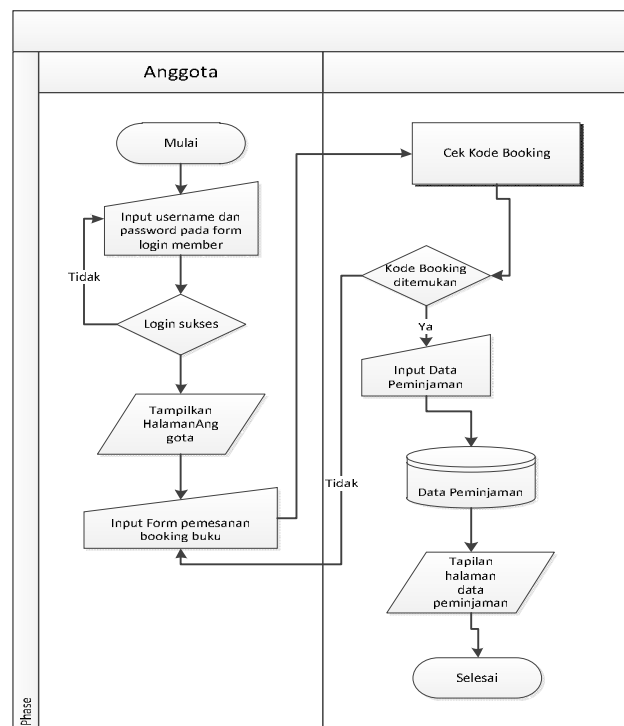 Anggota
Mulai
Input username dan
password pada form
login member
Tidak
Login sukses
Tampilkan
HalamanAng
gota
Input Form pemesanan
booking buku
Cek Kode Booking
Kode Booking
ditemukan
Ya
Input Data
Peminjaman
Tidak
Data Peminjaman
Tapilan
halaman
data
peminjaman
Selesai
Phase